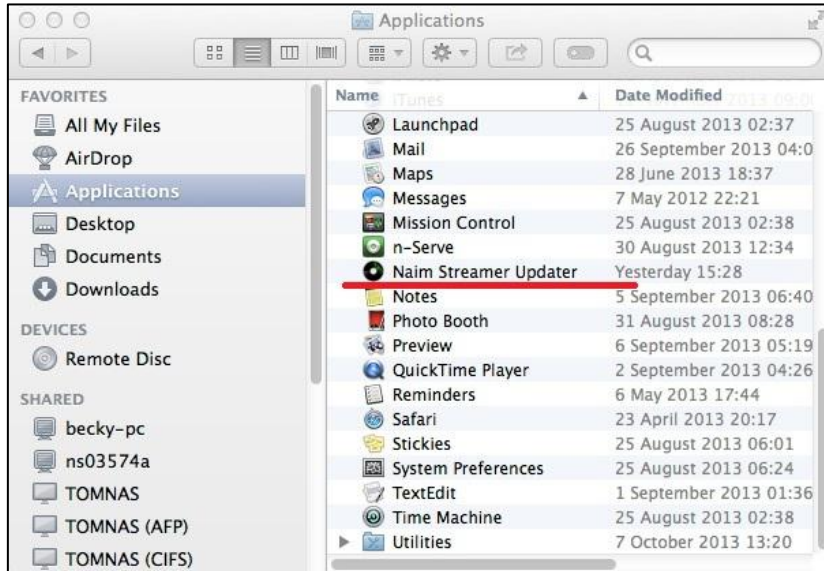 Applications
FAVORITES
All My Files
AirDrop
Applications
Desktop
Documents
Downloads
DEVICES
Remote Disc
SHARED
becky-pc
ns03574a
TOMNAS
TOMNAS (AFP)
TOMNAS (CIFS)
Name Date Modified
iTunes
Launchpad 25 August 2013 02:37
Mail 26 September 2013 04:0
Maps 28 June 2013 18:37
Messages 7 May 2012 22:21
Mission Control 25 August 2013 02:38
n-Serve 30 August 2013 12:34
Naim Streamer Updater Yesterday 15:28
Notes 5 September 2013 06:40
Photo Booth 31 August 2013 08:28
Preview 6 September 2013 05:19
QuickTime Player 2 September 2013 04:26
Reminders 6 May 2013 17:44
Safari 23 April 2013 20:17
Stickies 25 August 2013 06:01
System Preferences 25 August 2013 06:24
TextEdit 1 September 2013 01:36
Time Machine 25 August 2013 02:38
Utilities 7 October 2013 13:20